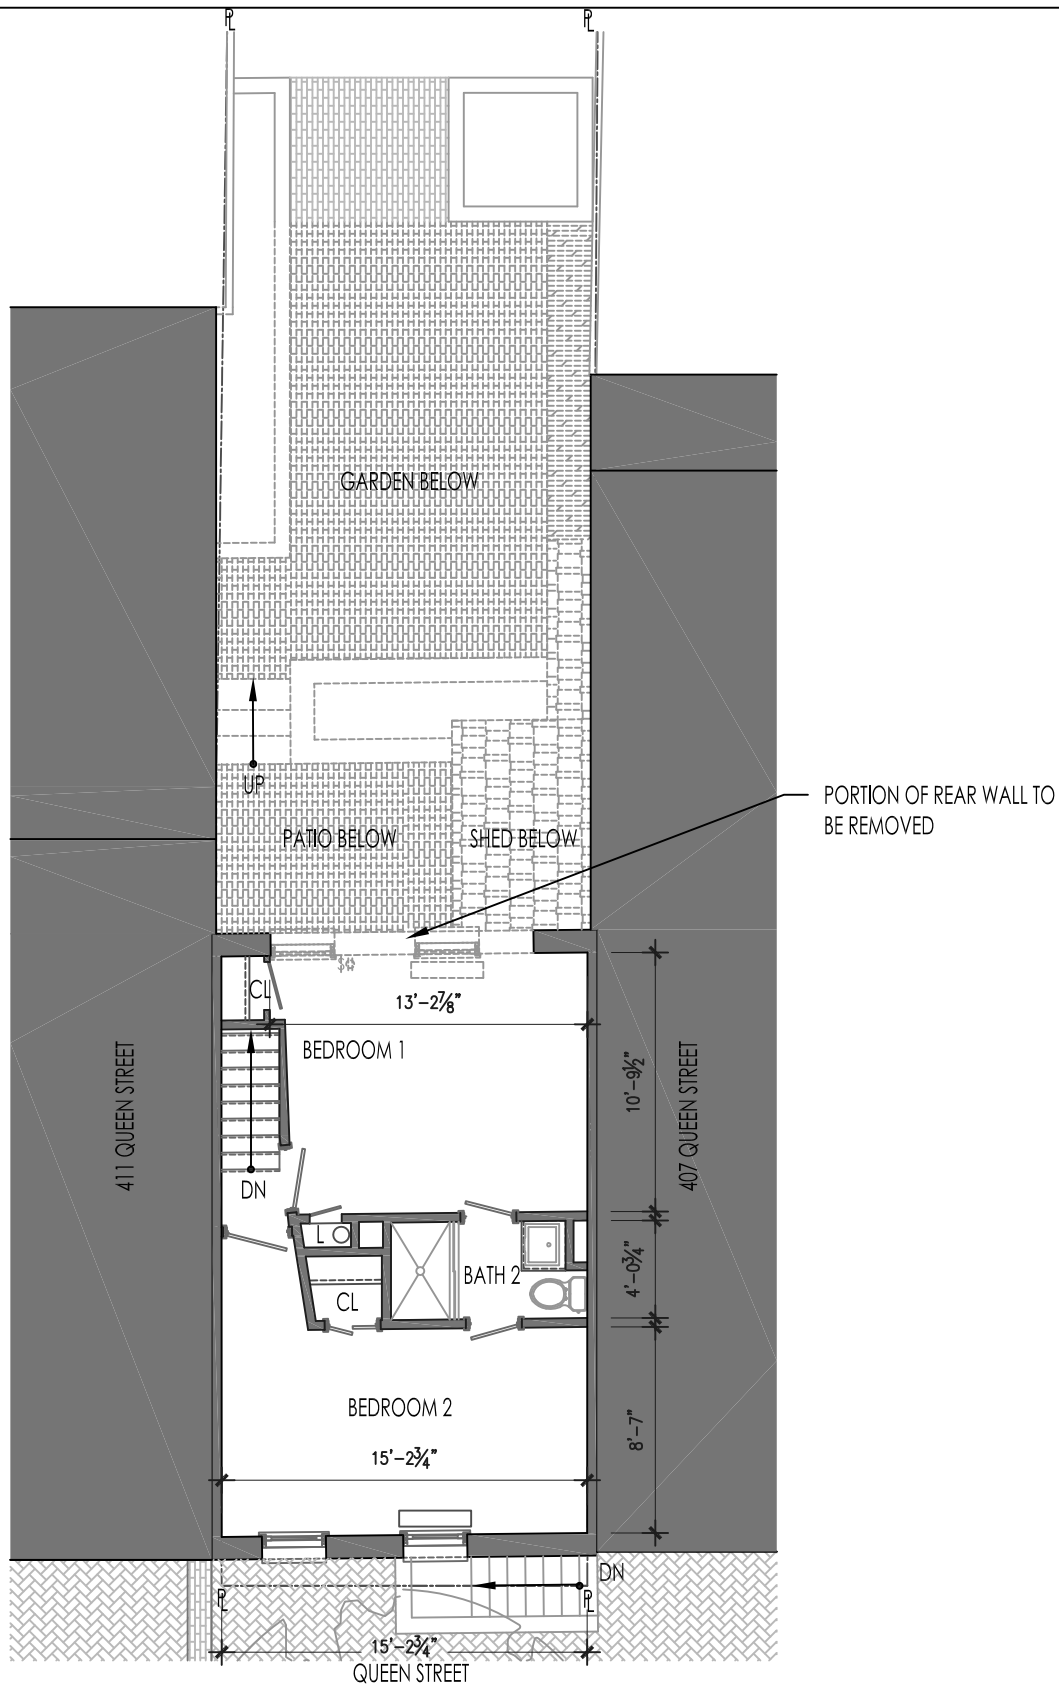 PL PL
GARDEN BELOW
UP
PORTION OF REAR WALL TO
BE REMOVED
PATIO BELOW SHED BELOW
CL
13'-2⅞"
BEDROOM 1
10'-9½"
411 QUEEN STREET
407 QUEEN STREET
DN
L
BATH 2
4'-0¾"
CL
BEDROOM 2
8'-7"
15'-2¾"
DN
PL PL
15'-2¾"
QUEEN STREET